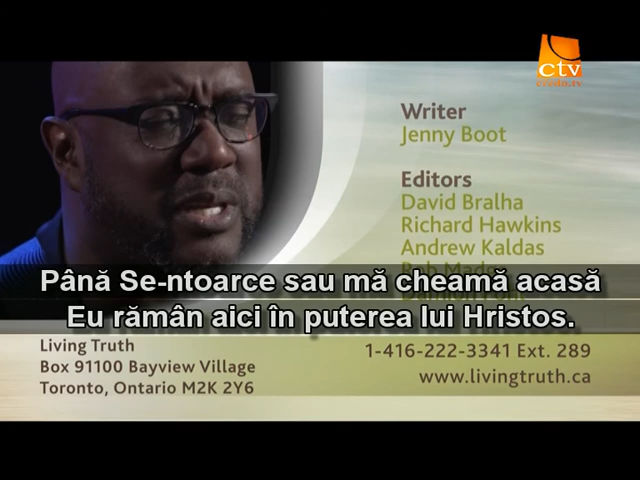 ctv
credo.tv
Writer
Jenny Boot
Editors
David Bralha
Richard Hawkins
Andrew Kaldas
Până Se-ntoarce sau mă cheamă acasă
Eu rămân aici în puterea lui Hristos.
Living Truth
Box 91100 Bayview Village
Toronto, Ontario M2K 2Y6
1-416-222-3341 Ext. 289
www.livingtruth.ca